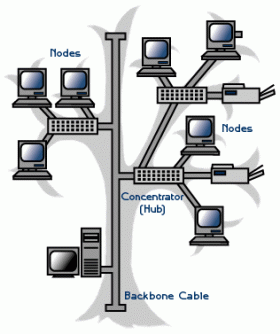 Nodes
Nodes
Concentrator
(Hub)
Backbone Cable